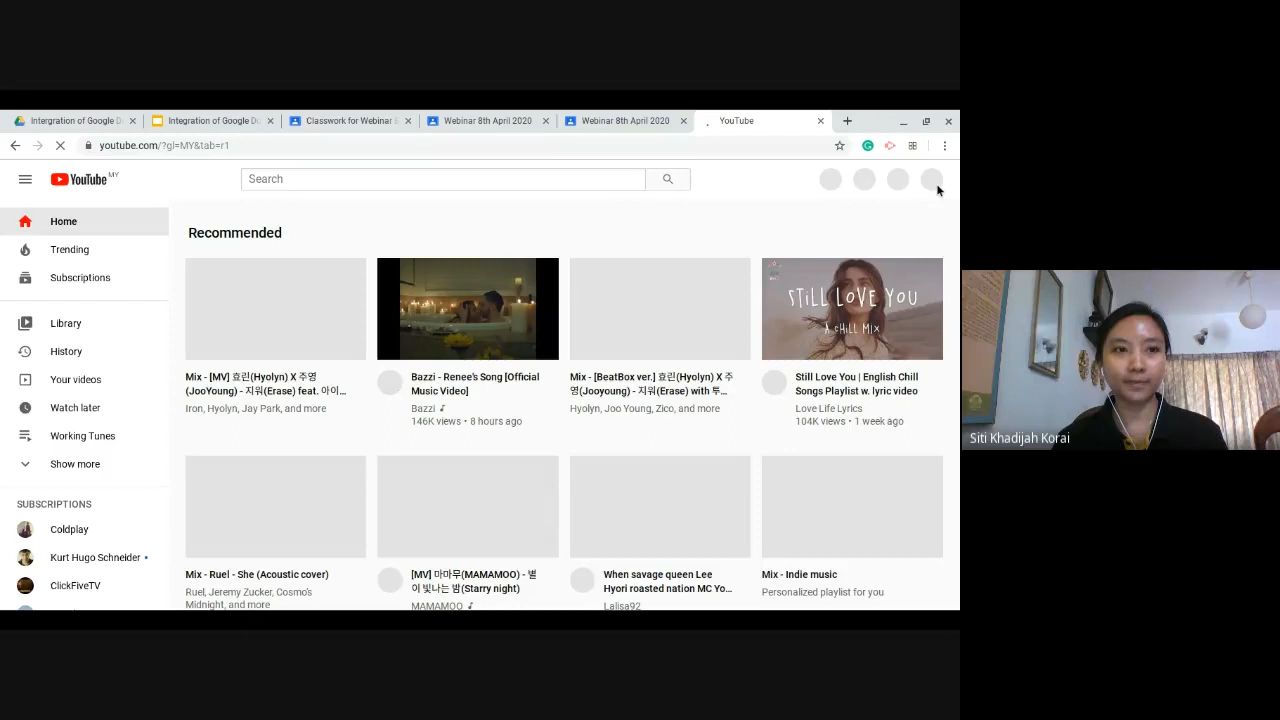 Intergration of Google D
Integration of Google Do
Classwork for Webinar 8
Webinar 8th April 2020
Webinar 8th April 2020
YouTube
youtube.com/?gl=MY&tab=r1
YouTube MY
Search
Home
Trending
Subscriptions
Library
History
Your videos
Watch later
Working Tunes
Show more
SUBSCRIPTIONS
Coldplay
Kurt Hugo Schneider
ClickFiveTV
Recommended
STILL LOVE YOU
A CHILL MIX
Mix - [MV] 효린(Hyolyn) X 주영
(JooYoung) - 지워(Erase) feat. 아이...
Iron, Hyolyn, Jay Park, and more
Bazzi - Renee's Song [Official
Music Video]
Bazzi
146K views • 8 hours ago
Mix - [BeatBox ver.] 효린(Hyolyn) X 주
영(Jooyoung) - 지워(Erase) with 투...
Hyolyn, Joo Young, Zico, and more
Still Love You | English Chill
Songs Playlist w. lyric video
Love Life Lyrics
104K views • 1 week ago
Mix - Ruel - She (Acoustic cover)
Ruel, Jeremy Zucker, Cosmo's
Midnight, and more
[MV] 마마무(MAMAMOO) - 별
이 빛나는 밤(Starry night)
MAMAMOO
When savage queen Lee
Hyori roasted nation MC Yo...
Lalisa92
Mix - Indie music
Personalized playlist for you
Siti Khadijah Korai